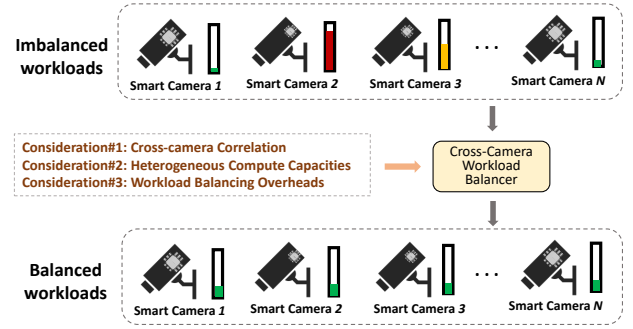 Imbalanced
workloads
Smart Camera 1
Smart Camera 2
Smart Camera 3
...
Smart Camera N
Consideration#1: Cross-camera Correlation
Consideration#2: Heterogeneous Compute Capacities
Consideration#3: Workload Balancing Overheads
Cross-Camera
Workload
Balancer
Balanced
workloads
Smart Camera 1
Smart Camera 2
Smart Camera 3
...
Smart Camera N